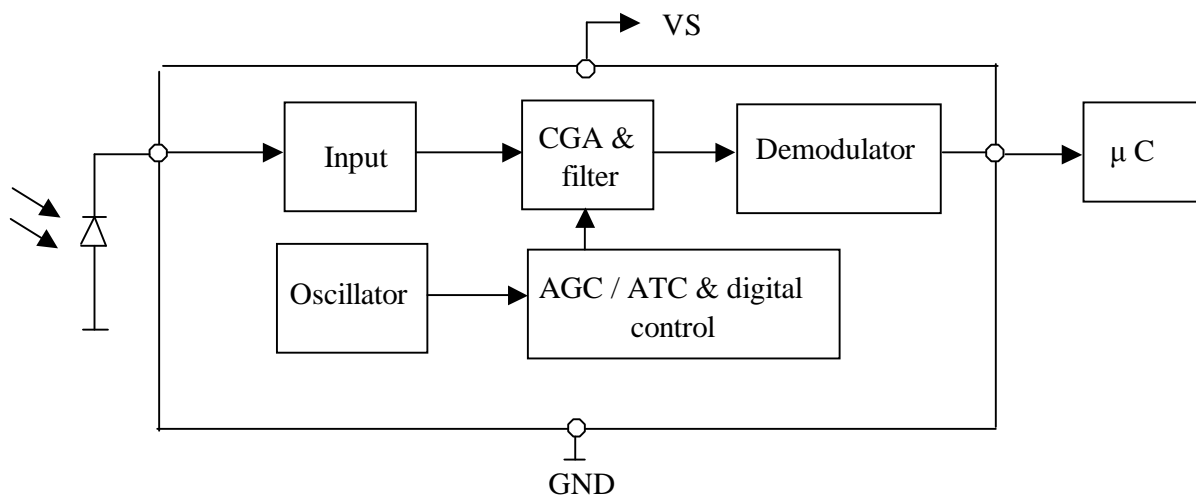 VS
Input
CGA &
filter
Demodulator
μ C
Oscillator
AGC / ATC & digital
control
GND